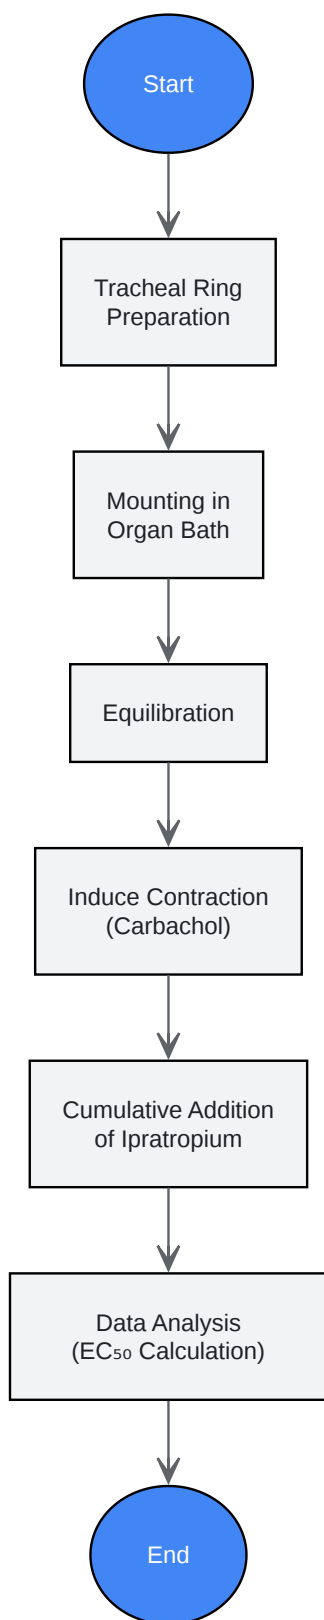 Start
Tracheal Ring
Preparation
Mounting in
Organ Bath
Equilibration
Induce Contraction
(Carbachol)
Cumulative Addition
of Ipratropium
Data Analysis
(EC₅₀ Calculation)
End